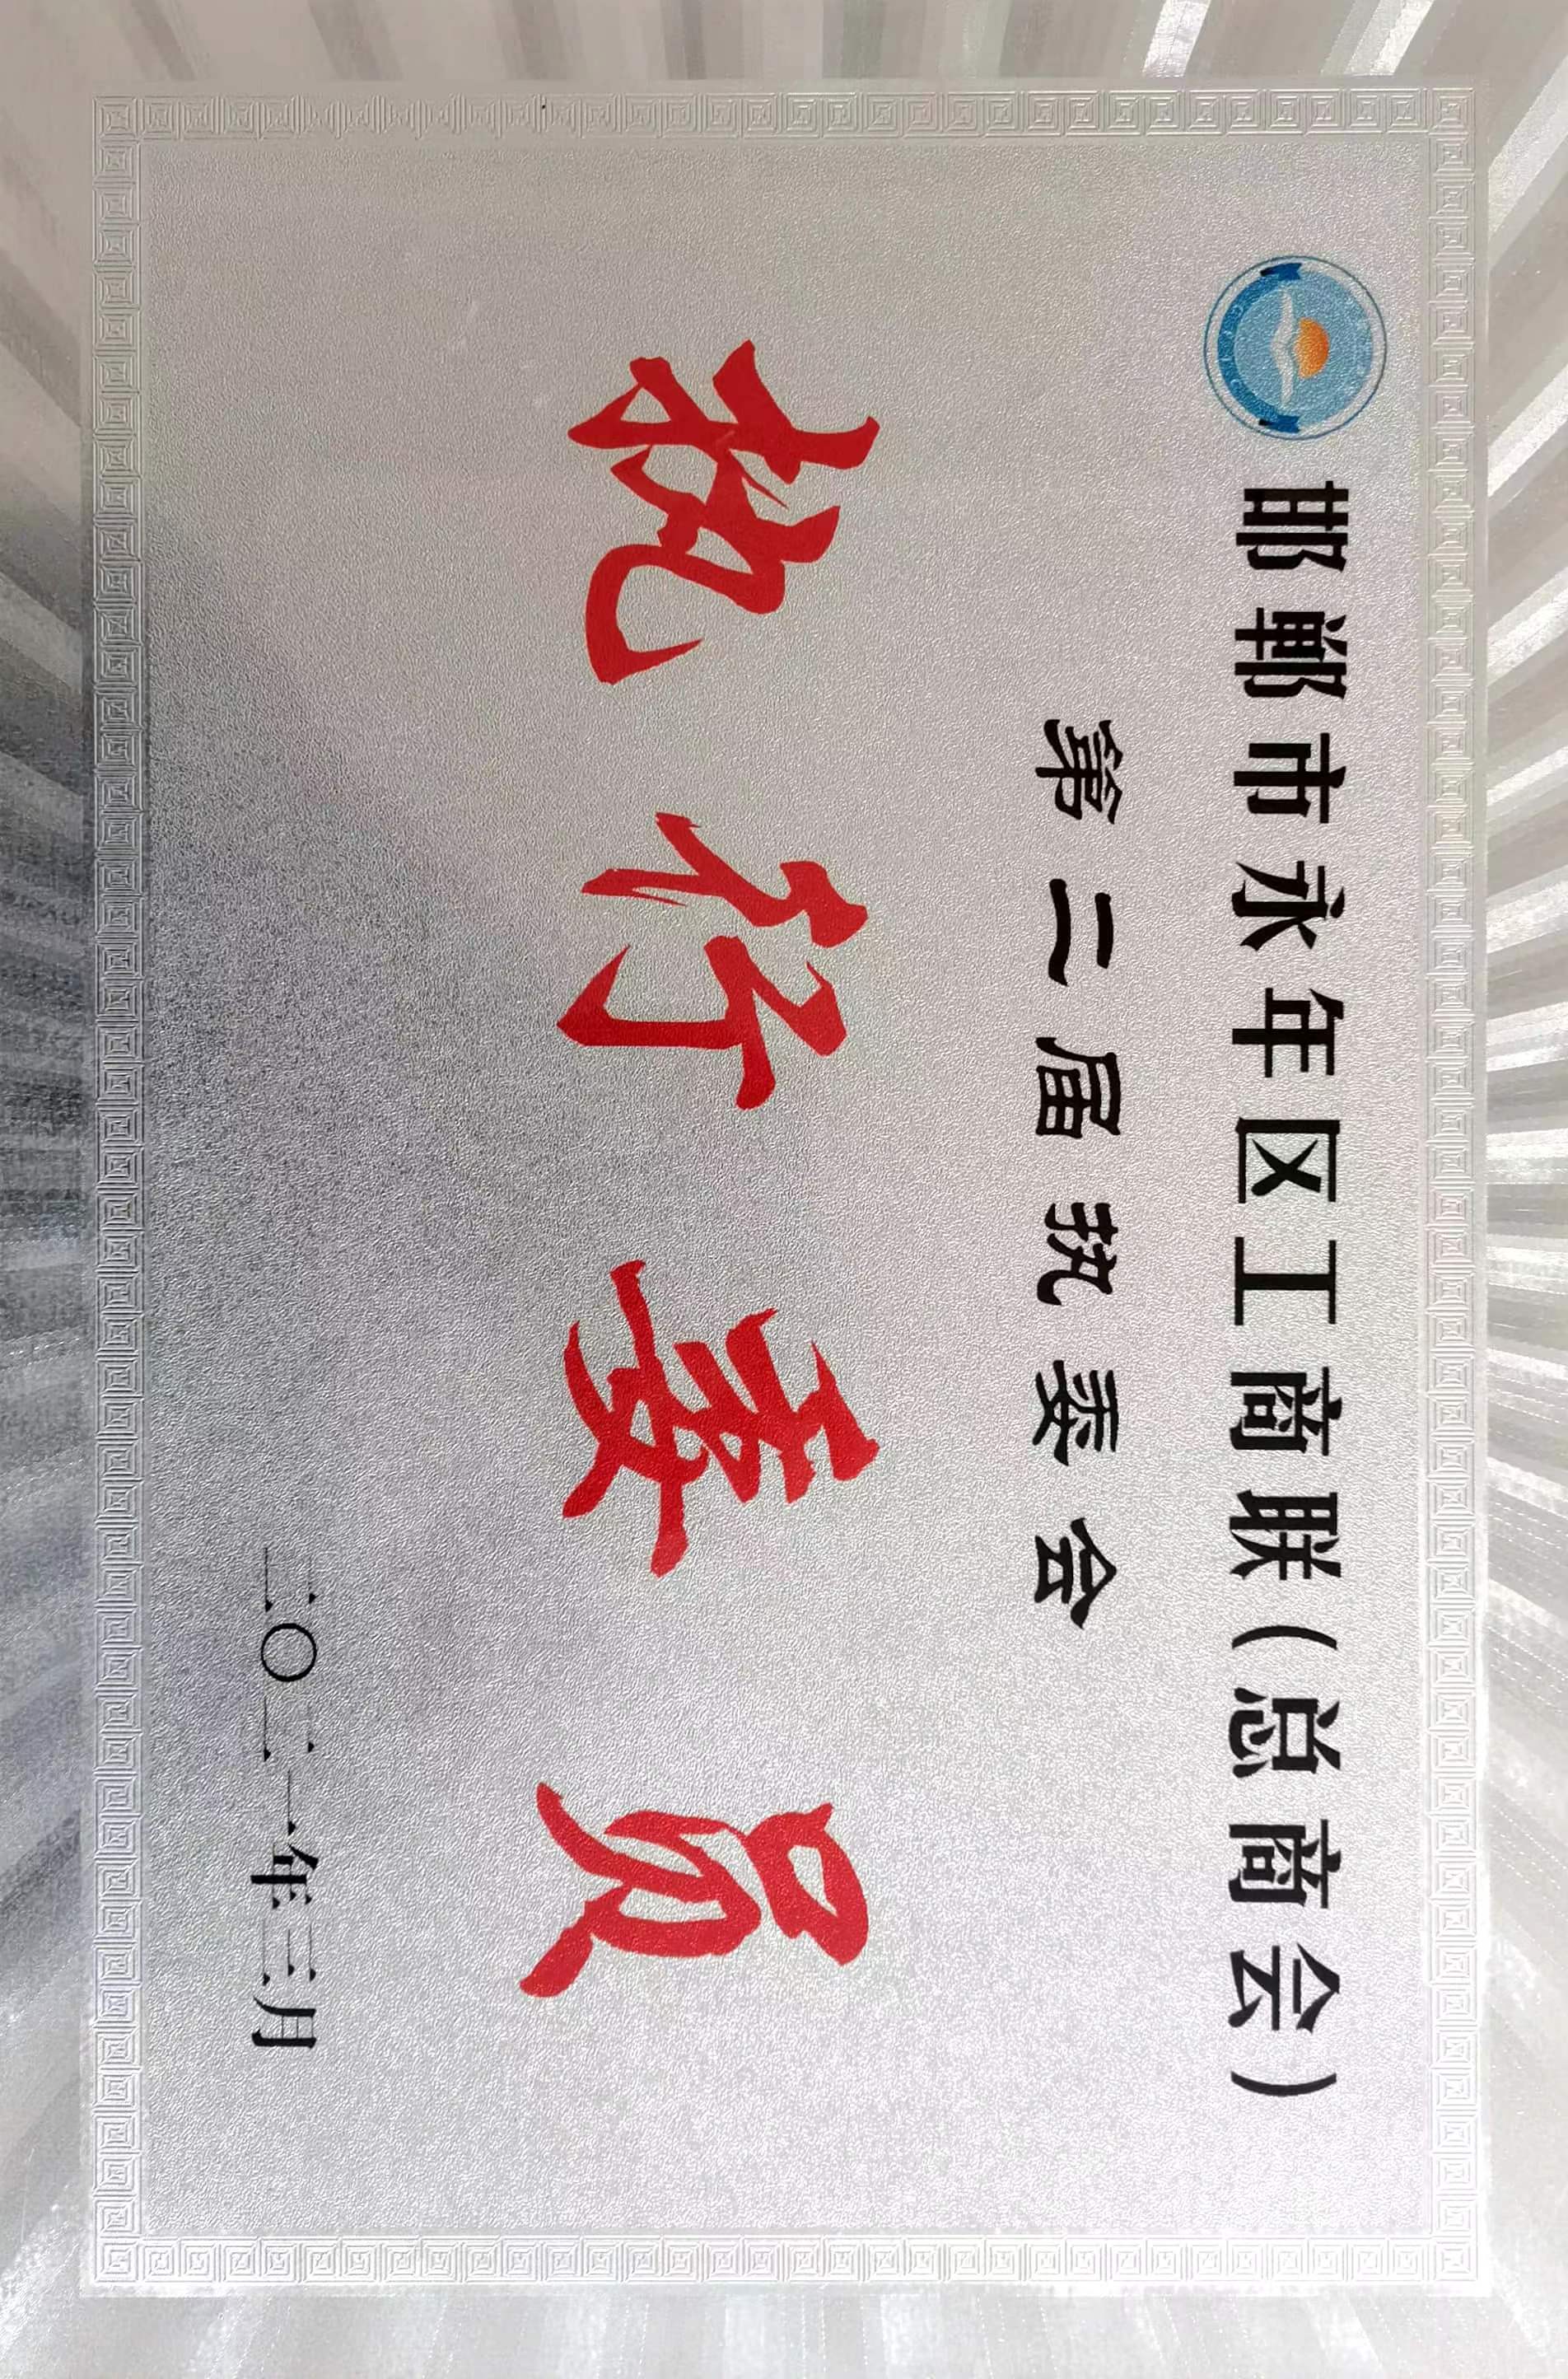 邯郸市永年区工商联(总商会)
第二届执委会
执行委员
二〇二一年三月